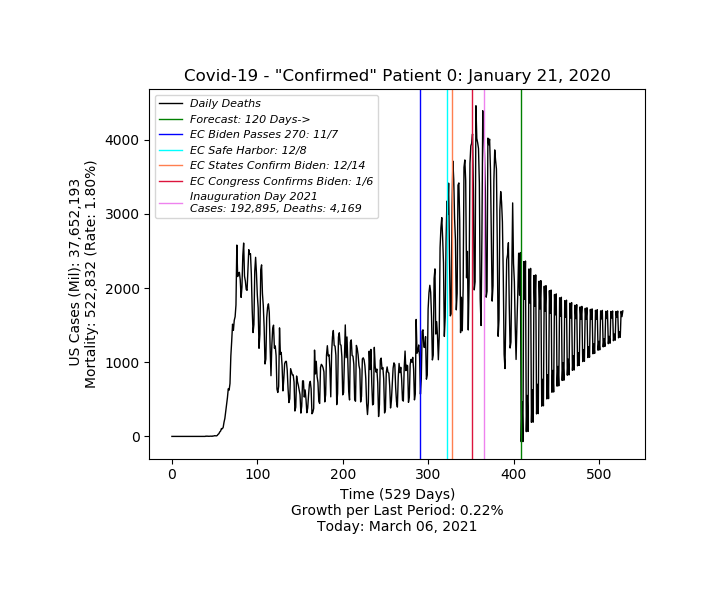 Covid-19 - "Confirmed" Patient 0: January 21, 2020
Daily Deaths
Forecast: 120 Days->
EC Biden Passes 270: 11/7
EC Safe Harbor: 12/8
EC States Confirm Biden: 12/14
EC Congress Confirms Biden: 1/6
Inauguration Day 2021
Cases: 192,895, Deaths: 4,169
US Cases (Mil): 37,652,193
Mortality: 522,832 (Rate: 1.80%)
4000
3000
2000
1000
0
0 100 200 300 400 500
Time (529 Days)
Growth per Last Period: 0.22%
Today: March 06, 2021